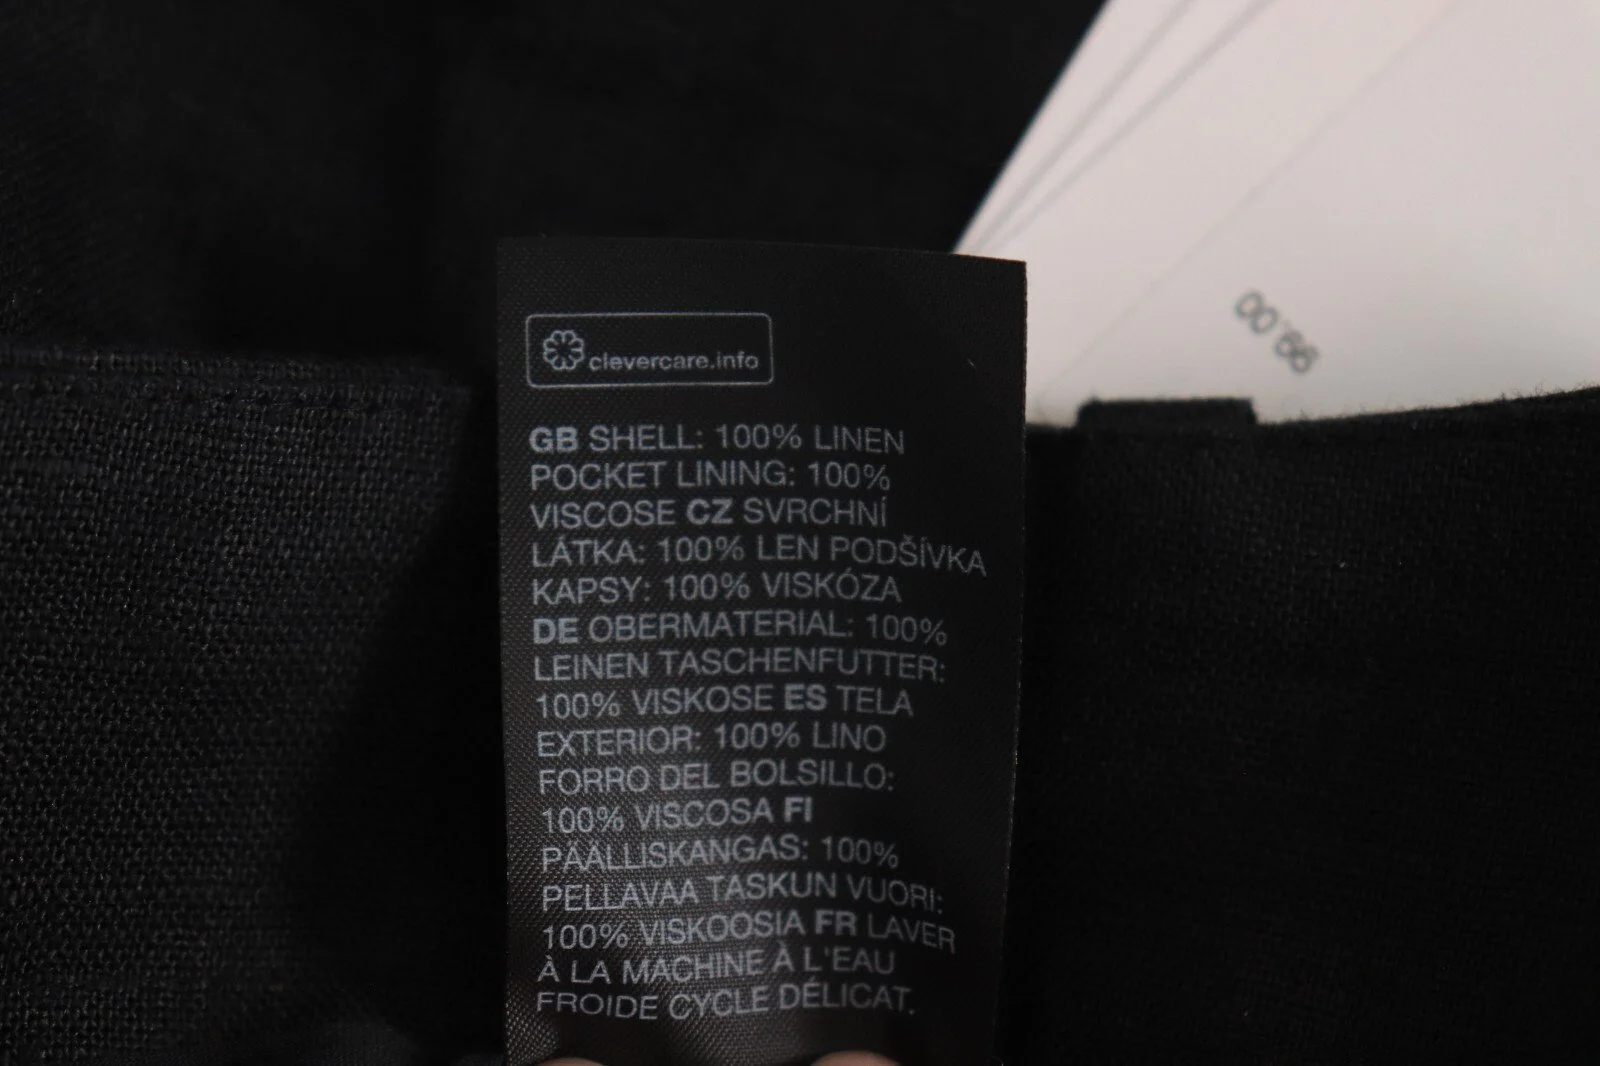 clevercare.info
GB SHELL: 100% LINEN
POCKET LINING: 100%
VISCOSE CZ SVRCHNÍ
LÁTKA: 100% LEN PODŠÍVKA
KAPSY: 100% VISKÓZA
DE OBERMATERIAL: 100%
LEINEN TASCHENFUTTER:
100% VISKOSE ES TELA
EXTERIOR: 100% LINO
FORRO DEL BOLSILLO:
100% VISCOSA FI
PÄÄLLISKANGAS: 100%
PELLAVAA TASKUN VUORI:
100% VISKOOSIA FR LAVER
À LA MACHINE À L'EAU
FROIDE CYCLE DÉLICAT.
99.00